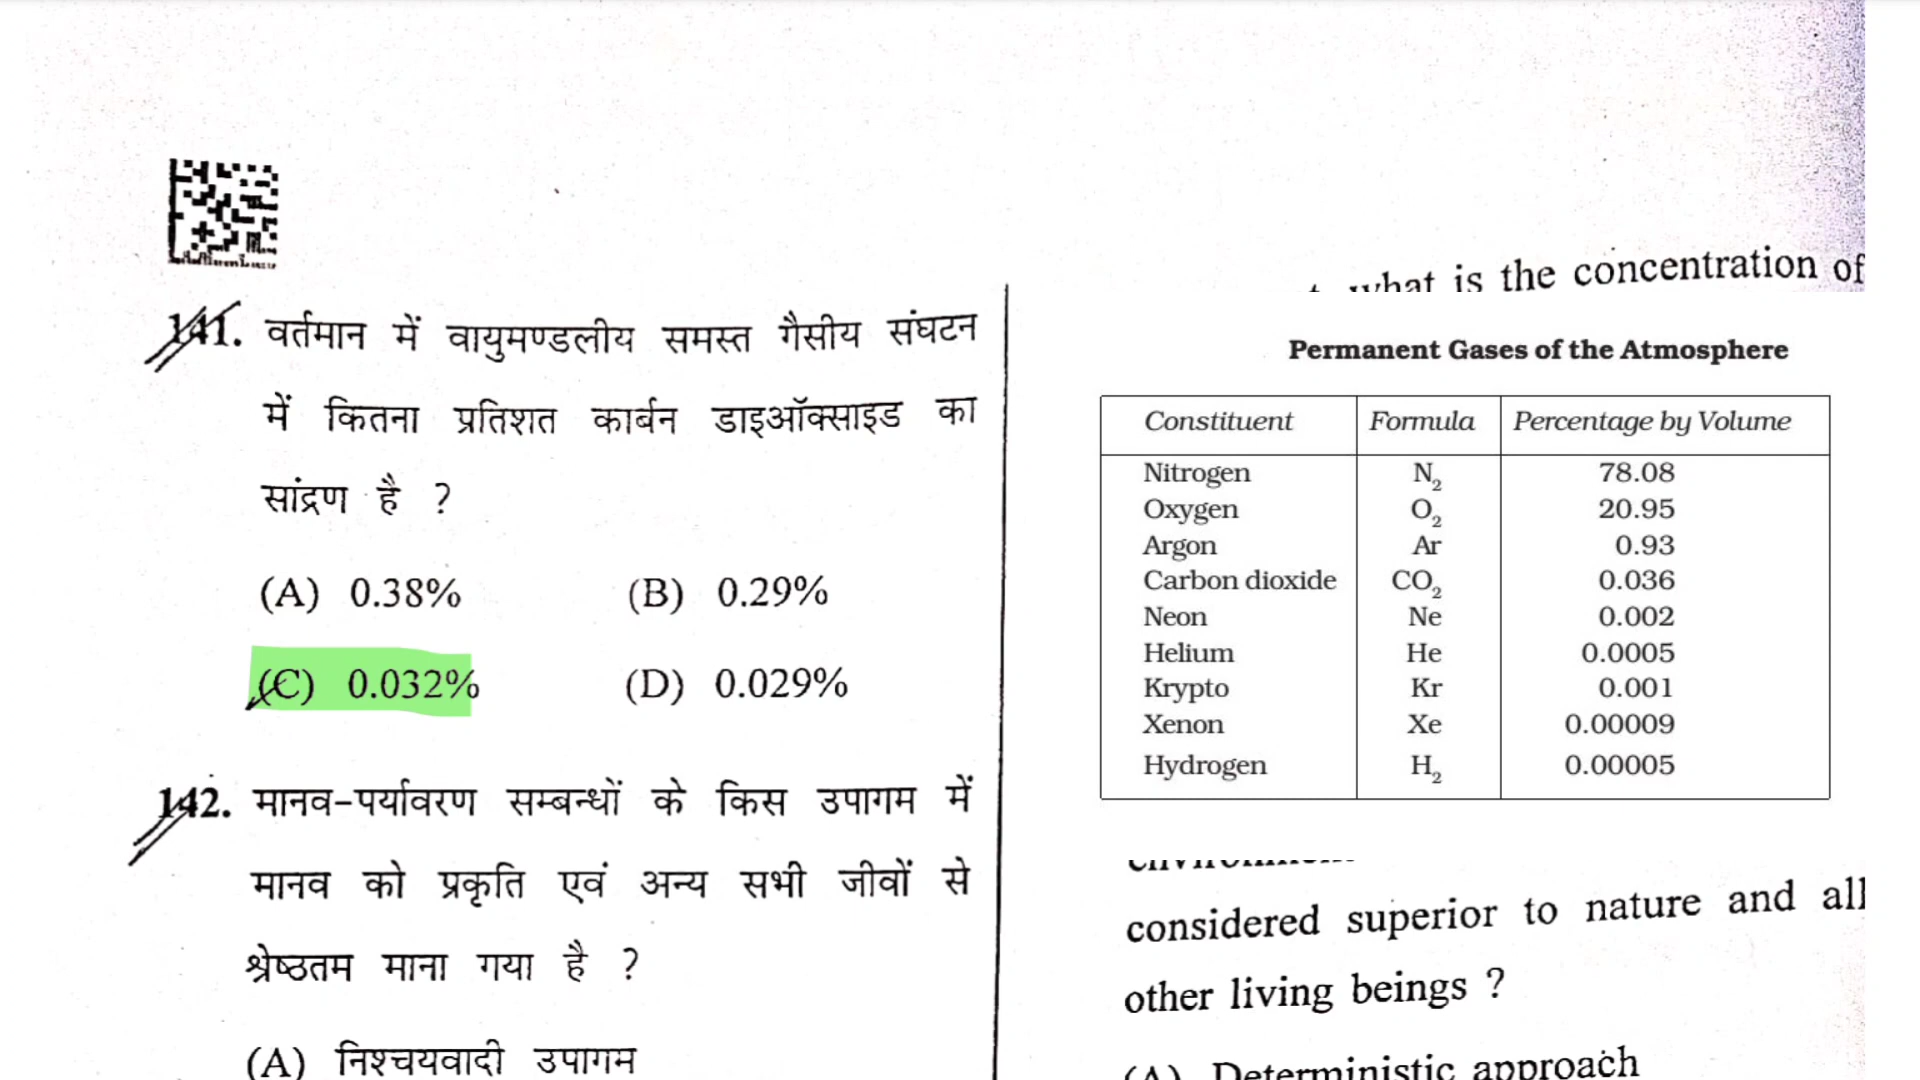 141. वर्तमान में वायुमण्डलीय समस्त गैसीय संघटन
में कितना प्रतिशत कार्बन डाइऑक्साइड का
सांद्रण है ?
(A) 0.38% (B) 0.29%
(C) 0.032% (D) 0.029%
142. मानव-पर्यावरण सम्बन्धों के किस उपागम में
मानव को प्रकृति एवं अन्य सभी जीवों से
श्रेष्ठतम माना गया है ?
(A) निश्चयवादी उपागम
what is the concentration of
Permanent Gases of the Atmosphere
Constituent Formula Percentage by Volume
Nitrogen N₂ 78.08
Oxygen O₂ 20.95
Argon Ar 0.93
Carbon dioxide CO₂ 0.036
Neon Ne 0.002
Helium He 0.0005
Krypto Kr 0.001
Xenon Xe 0.00009
Hydrogen H₂ 0.00005
considered superior to nature and all
other living beings ?
(A) Deterministic approach